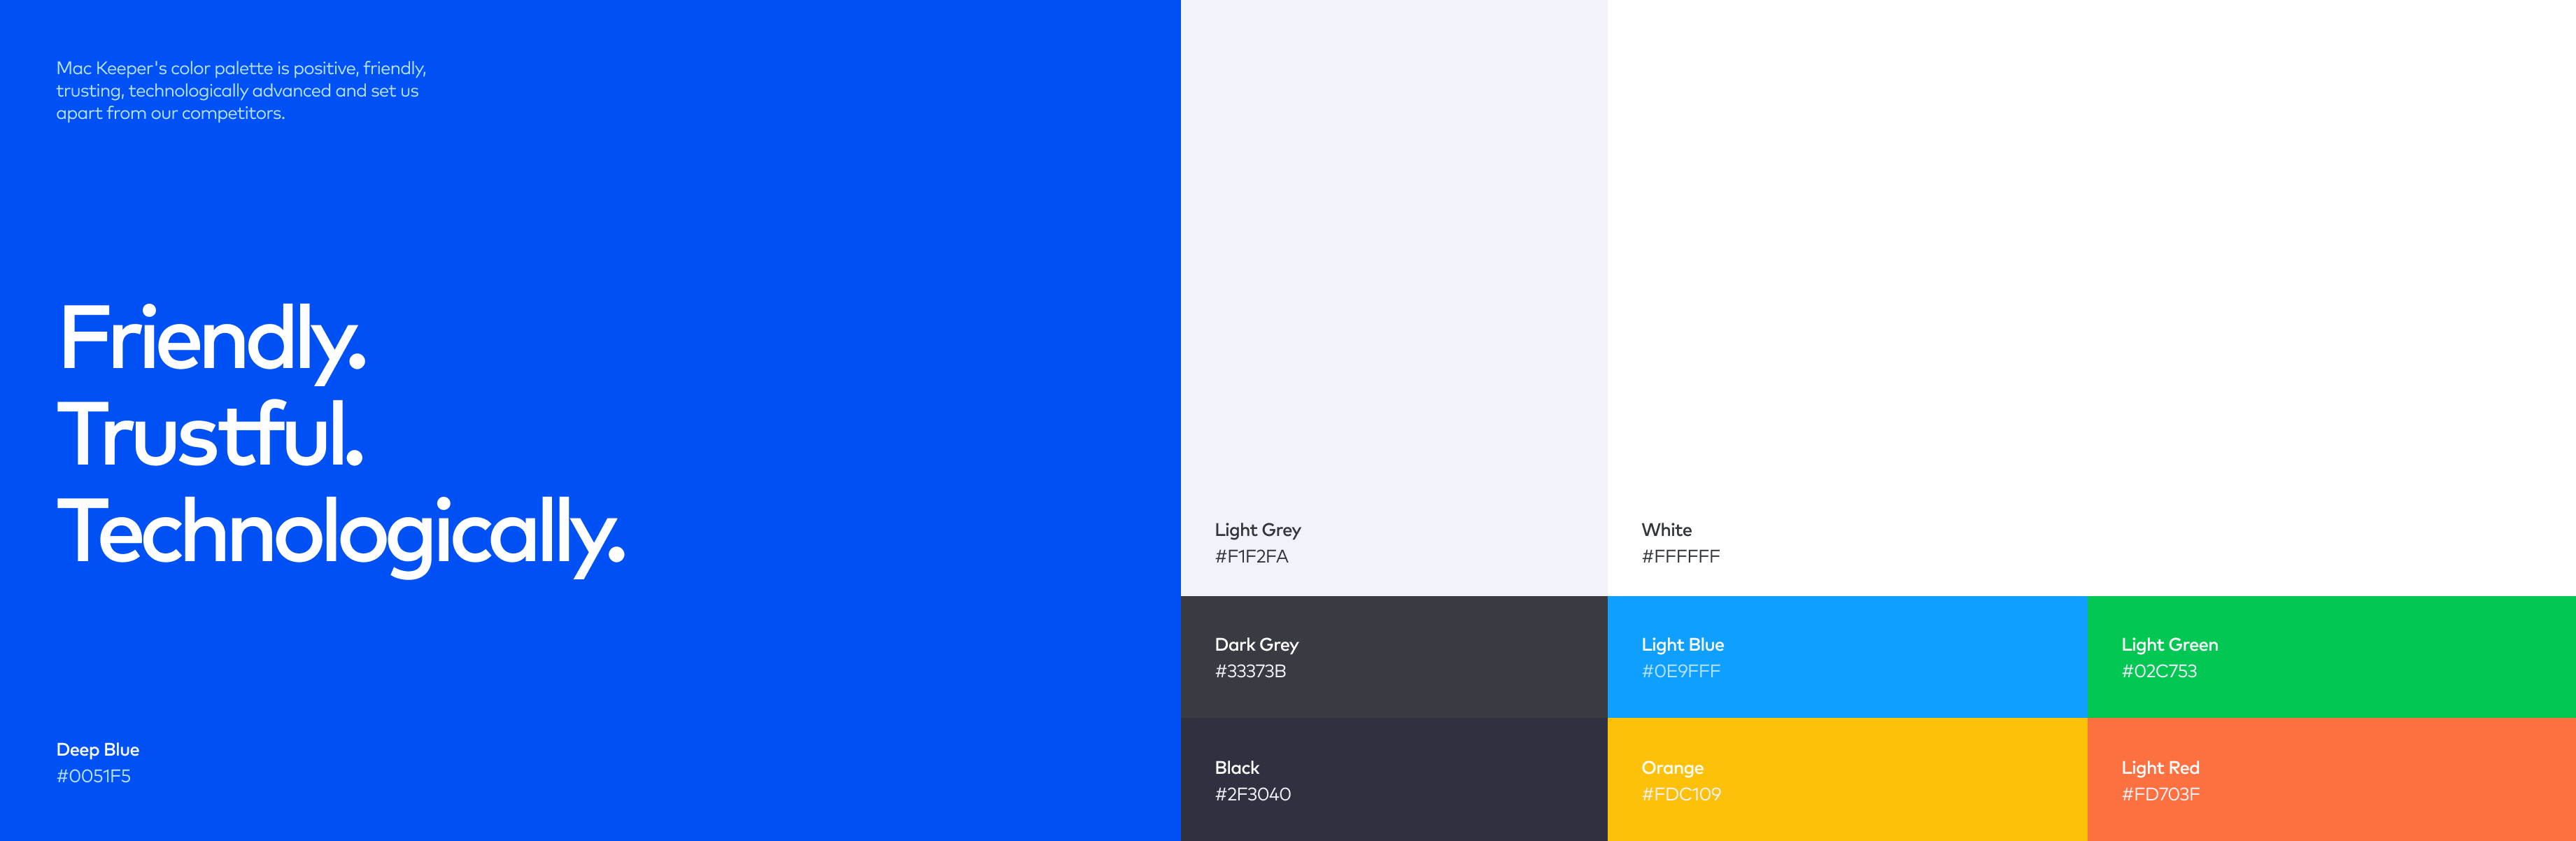 Mac Keeper's color palette is positive, friendly,
trusting, technologically advanced and set us
apart from our competitors.
Friendly.
Trustful.
Technologically.
Deep Blue
#0051F5
Light Grey
#F1F2FA
White
#FFFFFF
Dark Grey
#33373B
Light Blue
#0E9FFF
Light Green
#02C753
Black
#2F3040
Orange
#FDC109
Light Red
#FD703F